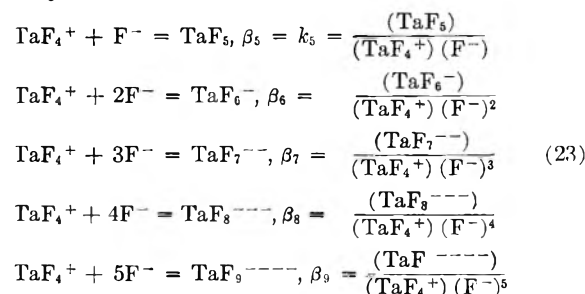 TaF₄⁺ + F⁻ = TaF₅, β₅ = k₅ = (TaF₅) / (TaF₄⁺) (F⁻)
TaF₄⁺ + 2F⁻ = TaF₆⁻, β₆ = (TaF₆⁻) / (TaF₄⁺) (F⁻)²
TaF₄⁺ + 3F⁻ = TaF₇⁻⁻, β₇ = (TaF₇⁻⁻) / (TaF₄⁺) (F⁻)³ (23)
TaF₄⁺ + 4F⁻ = TaF₈⁻⁻⁻, β₈ = (TaF₈⁻⁻⁻) / (TaF₄⁺) (F⁻)⁴
TaF₄⁺ + 5F⁻ = TaF₉⁻⁻⁻⁻, β₉ = (TaF ⁻⁻⁻⁻) / (TaF₄⁺) (F⁻)⁵